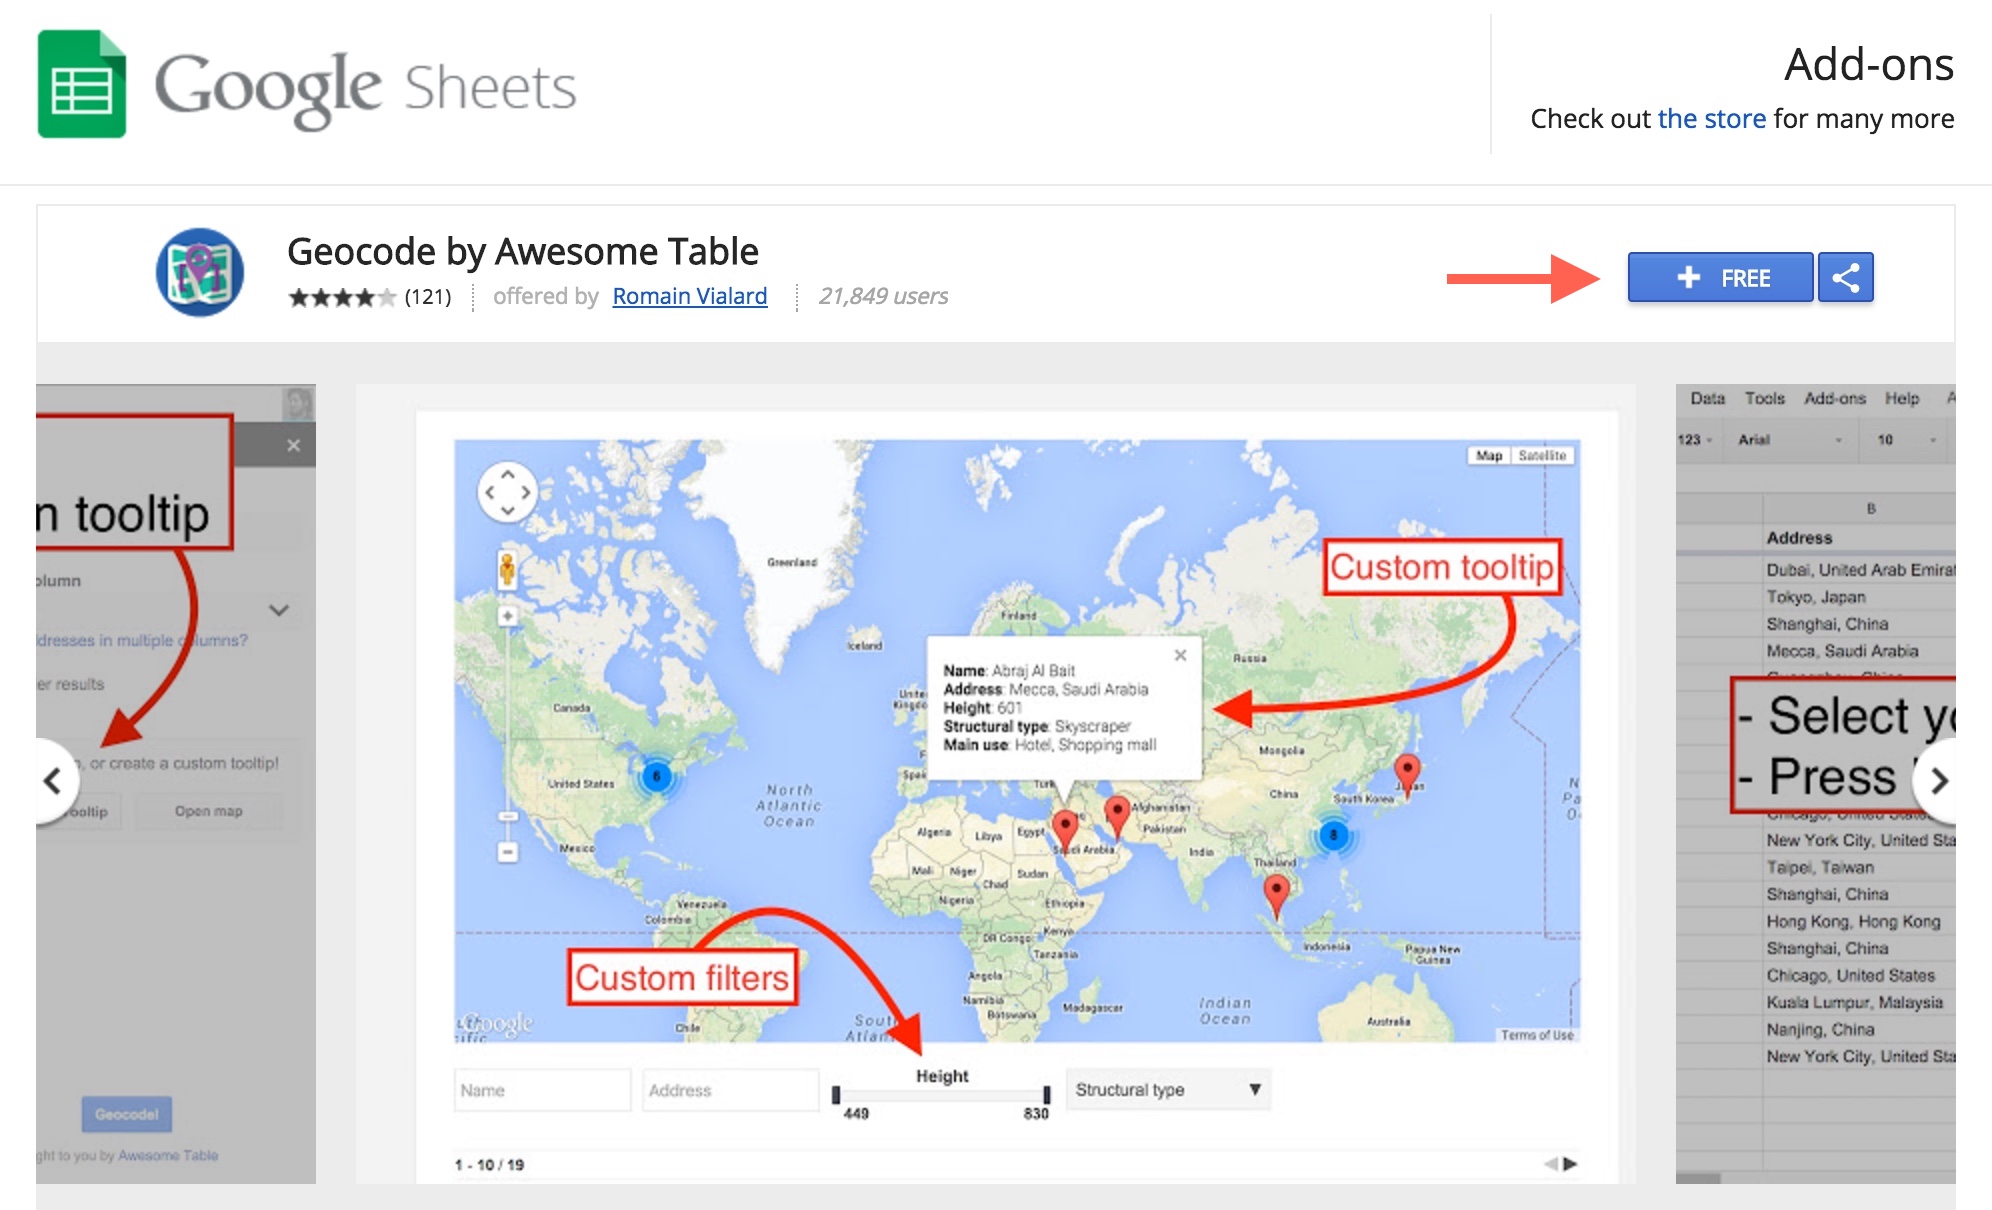 Google Sheets
Add-ons
Check out the store for many more
Geocode by Awesome Table
(121)
offered by Romain Vialard
21,849 users
+ FREE
n tooltip
olumn
dresses in multiple columns?
er results
, or create a custom tooltip!
ooltip
Open map
Geocode!
ght to you by Awesome Table
Map
Satellite
Greenland
Custom tooltip
Finland
Iceland
Russia
Name: Abraj Al Bait
Address: Mecca, Saudi Arabia
Height: 601
Structural type: Skyscraper
Main use: Hotel, Shopping mall
Canada
Mongolia
6
United States
North
Atlantic
Ocean
China
South Korea
Japan
Afghanistan
Pakistan
Algeria
Libya
Egypt
Saudi Arabia
8
Mexico
India
Thailand
Mali
Niger
Chad
Sudan
Nigeria
Ethiopia
Venezuela
Colombia
DR Congo
Kenya
Tanzania
Indonesia
Papua New
Guinea
Custom filters
Angola
Namibia
Botswana
Madagascar
Indian
Ocean
Australia
Chile
Google
Terms of Use
Name
Address
Height
449
830
Structural type
1 - 10 / 19
Data
Tools
Add-ons
Help
123
Arial
10
B
Address
Dubai, United Arab Emirat
Tokyo, Japan
Shanghai, China
Mecca, Saudi Arabia
- Select yo
- Press
New York City, United Sta
Taipei, Taiwan
Shanghai, China
Hong Kong, Hong Kong
Shanghai, China
Chicago, United States
Kuala Lumpur, Malaysia
Nanjing, China
New York City, United Sta